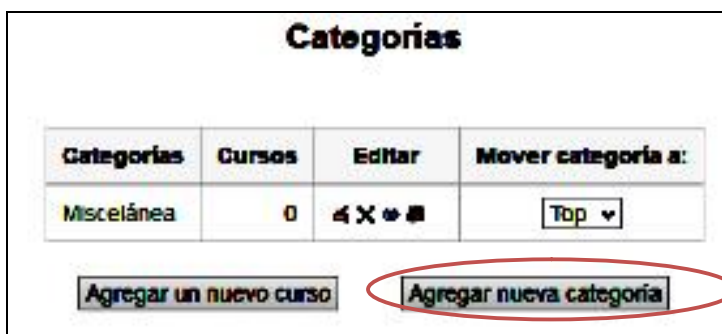 Categorías
Categorías Cursos Editar Mover categoría a:
Miscelánea 0 Top
Agregar un nuevo curso Agregar nueva categoría